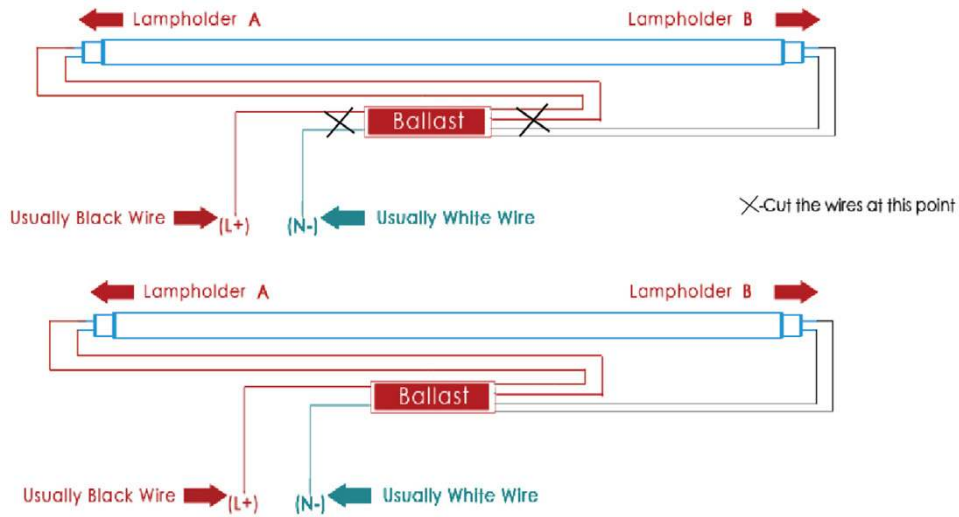 Lampholder A
Lampholder B
Ballast
Usually Black Wire
(L+)
(N-)
Usually White Wire
X-Cut the wires at this point
Lampholder A
Lampholder B
Ballast
Usually Black Wire
(L+)
(N-)
Usually White Wire